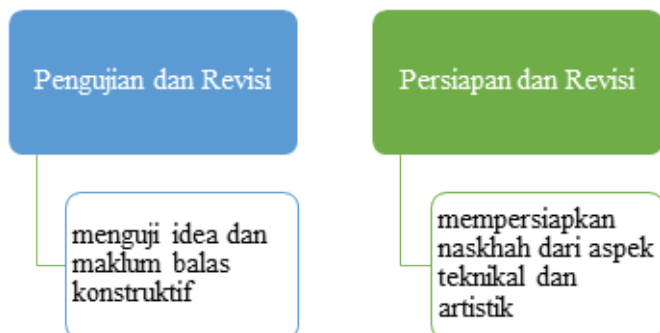 Pengujian dan Revisi
menguji idea dan
maklum balas
konstruktif
Persiapan dan Revisi
mempersiapkan
naskhah dari aspek
teknikal dan
artistik